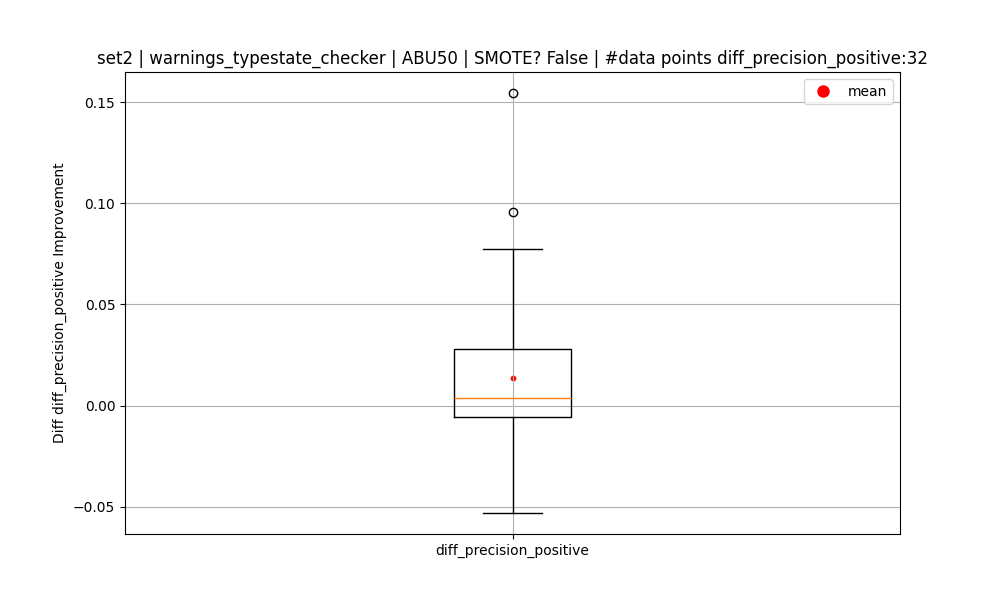 set2 | warnings_typestate_checker | ABU50 | SMOTE? False | #data points diff_precision_positive:32
mean
Diff diff_precision_positive Improvement
0.15
0.10
0.05
0.00
−0.05
diff_precision_positive